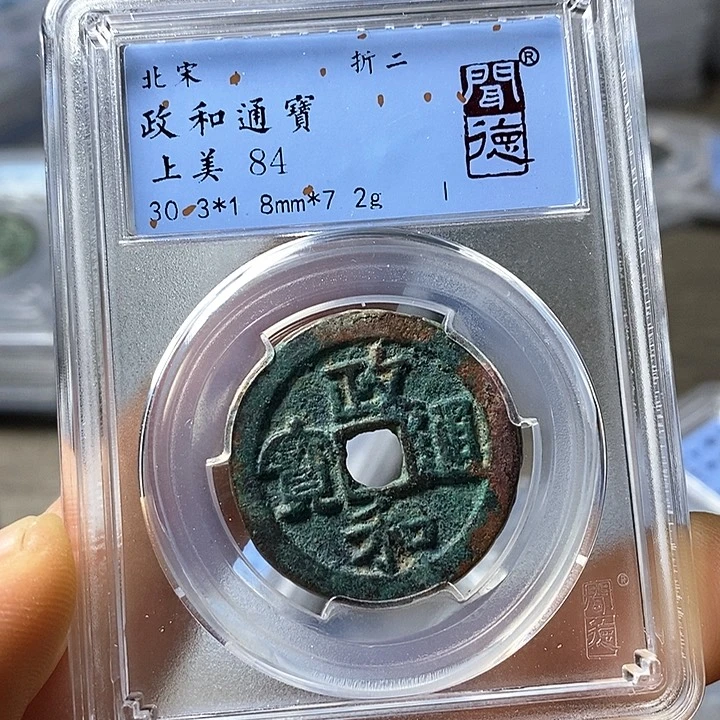 北宋 折二
政和通寶
上美 84
30.3*1.8mm*7.2g
聞德®
政和通寶
聞德®